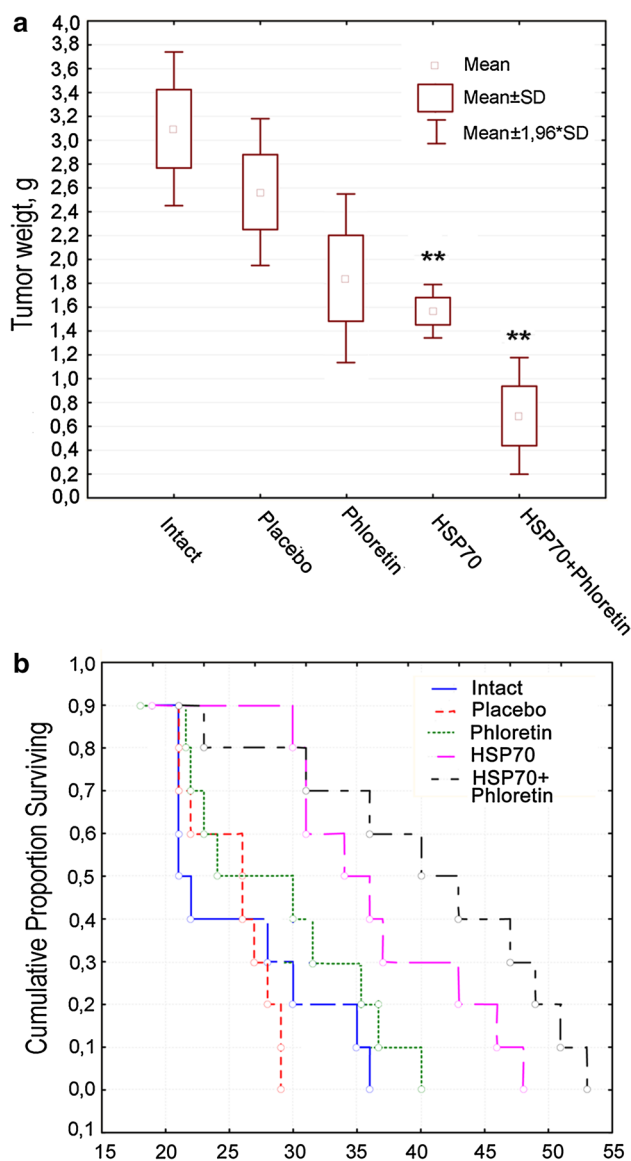 a
4,0
3,8
3,6
3,4
3,2
3,0
2,8
2,6
2,4
2,2
2,0
1,8
1,6
1,4
1,2
1,0
0,8
0,6
0,4
0,2
0,0
Tumor weigt, g
Mean
Mean±SD
Mean±1,96*SD
**
**
Intact
Placebo
Phloretin
HSP70
HSP70+Phloretin
b
1,0
0,9
0,8
0,7
0,6
0,5
0,4
0,3
0,2
0,1
0,0
0,1
Cumulative Proportion Surviving
Intact
Placebo
Phloretin
HSP70
HSP70+
Phloretin
15 20 25 30 35 40 45 50 55